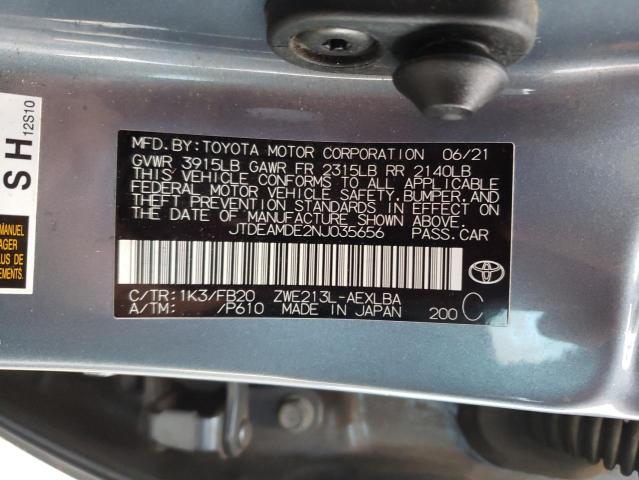 MFD. BY:TOYOTA MOTOR CORPORATION 06/21
GVWR 3915LB GAWR FR 2315LB RR 2140LB
THIS VEHICLE CONFORMS TO ALL APPLICABLE
FEDERAL MOTOR VEHICLE SAFETY, BUMPER, AND
THEFT PREVENTION STANDARDS IN EFFECT ON
THE DATE OF MANUFACTURE SHOWN ABOVE.
JTDEAMDE2NJ035656 PASS.CAR
C/TR:1K3/FB20 ZWE213L-AEXLBA
A/TM: /P610 MADE IN JAPAN 200 C
SH
12S10
MANUEL
AGER
LUS DE
NEMENTS.